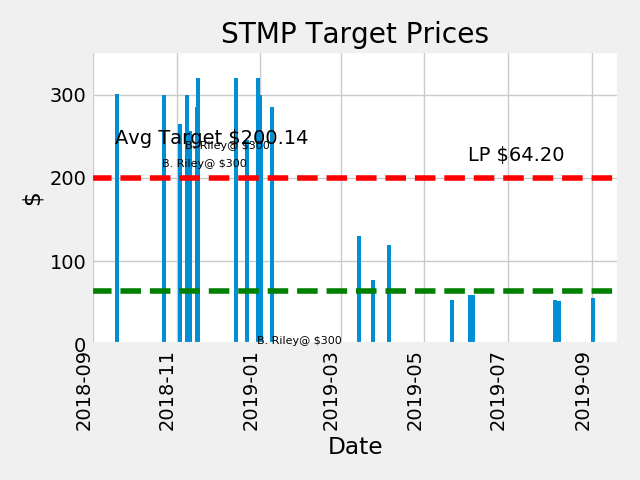 STMP Target Prices
300
Avg Target $200.14
B. Riley@ $300
LP $64.20
B. Riley@ $300
200
$
100
B. Riley@ $300
0
2018-09
2018-11
2019-01
2019-03
2019-05
2019-07
2019-09
Date